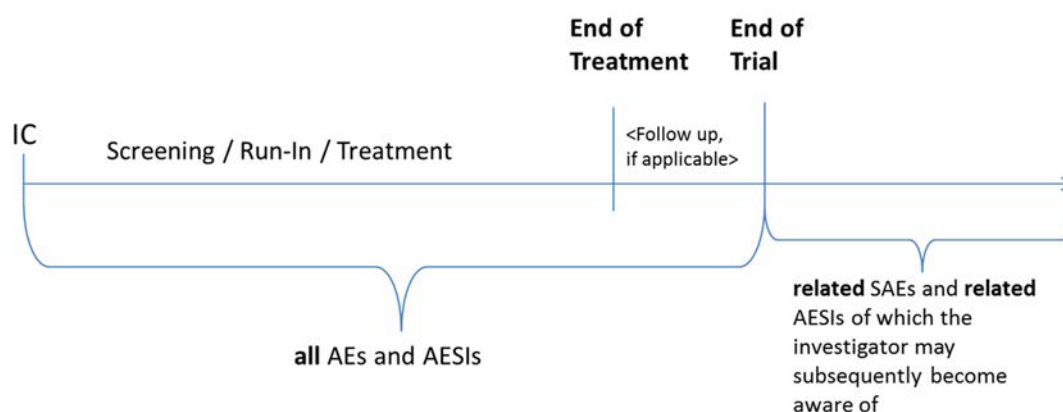 End of
Treatment
End of
Trial
IC
Screening / Run-In / Treatment
<Follow up,
if applicable>
all AEs and AESIs
related SAEs and related
AESIs of which the
investigator may
subsequently become
aware of